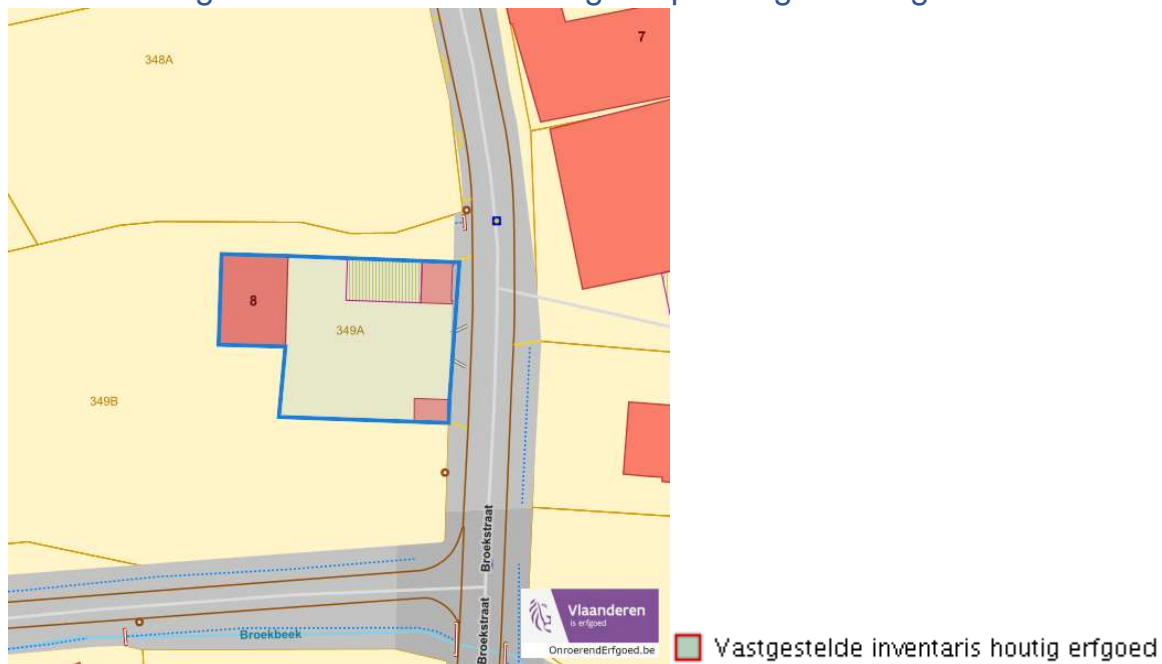 7
348A
8
349A
349B
Broekstraat
Broekstraat
Broekbeek
Vlaanderen
is erfgoed
OnroerendErfgoed.be
Vastgestelde inventaris houtig erfgoed